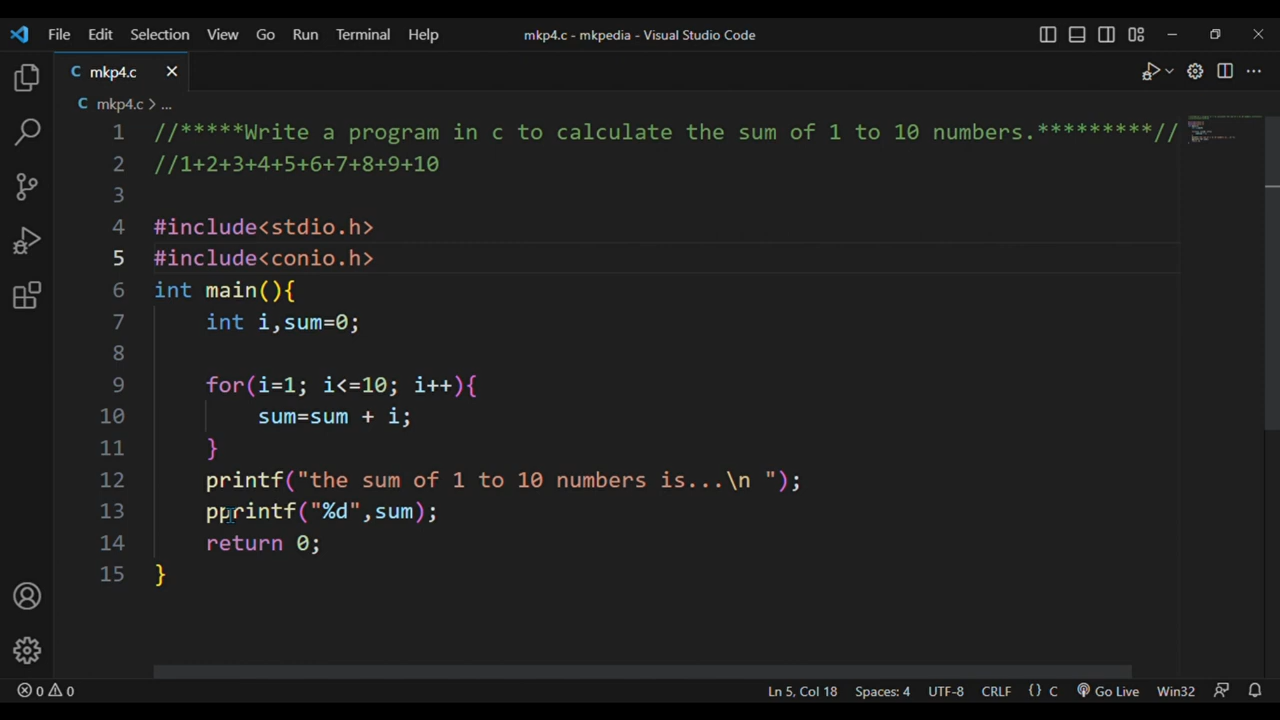 File Edit Selection View Go Run Terminal Help mkp4.c - mkpedia - Visual Studio Code
C mkp4.c
C mkp4.c > ...
1 //*****Write a program in c to calculate the sum of 1 to 10 numbers.*********//
2 //1+2+3+4+5+6+7+8+9+10
3
4 #include<stdio.h>
5 #include<conio.h>
6 int main(){
7 int i,sum=0;
8
9 for(i=1; i<=10; i++){
10 sum=sum + i;
11 }
12 printf("the sum of 1 to 10 numbers is...\n ");
13 pprintf("%d",sum);
14 return 0;
15 }
0 0 Ln 5, Col 18 Spaces: 4 UTF-8 CRLF {} C Go Live Win32